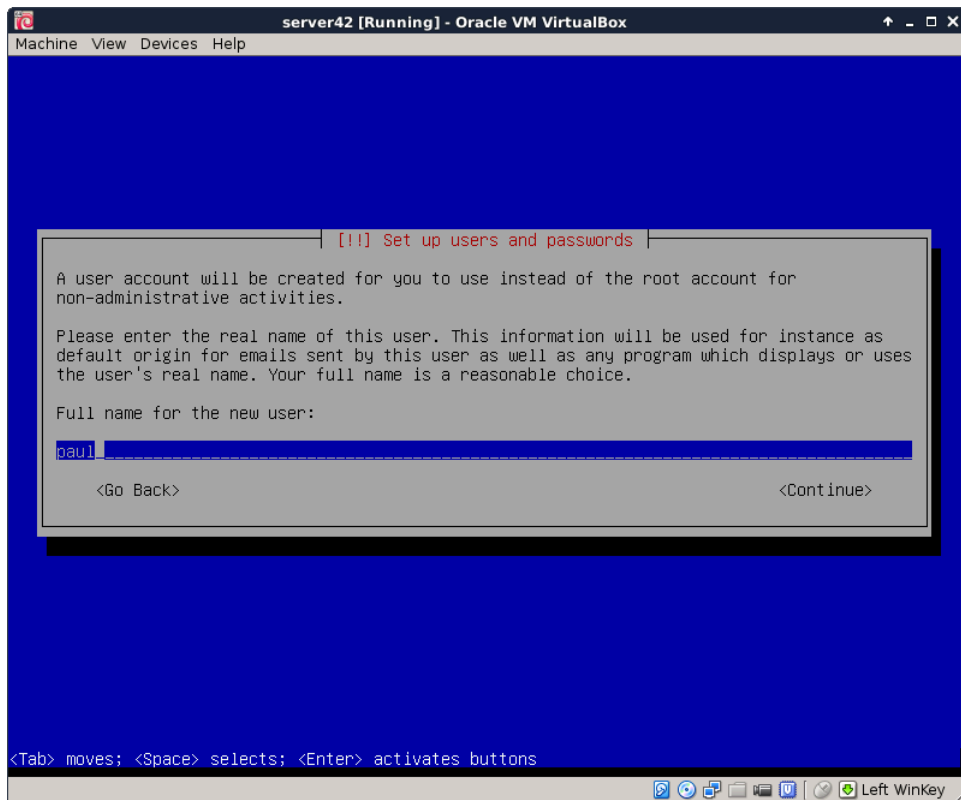 server42 [Running] - Oracle VM VirtualBox
Machine View Devices Help
[!!] Set up users and passwords
A user account will be created for you to use instead of the root account for
non-administrative activities.
Please enter the real name of this user. This information will be used for instance as
default origin for emails sent by this user as well as any program which displays or uses
the user's real name. Your full name is a reasonable choice.
Full name for the new user:
paul
<Go Back> <Continue>
<Tab> moves; <Space> selects; <Enter> activates buttons
Left WinKey